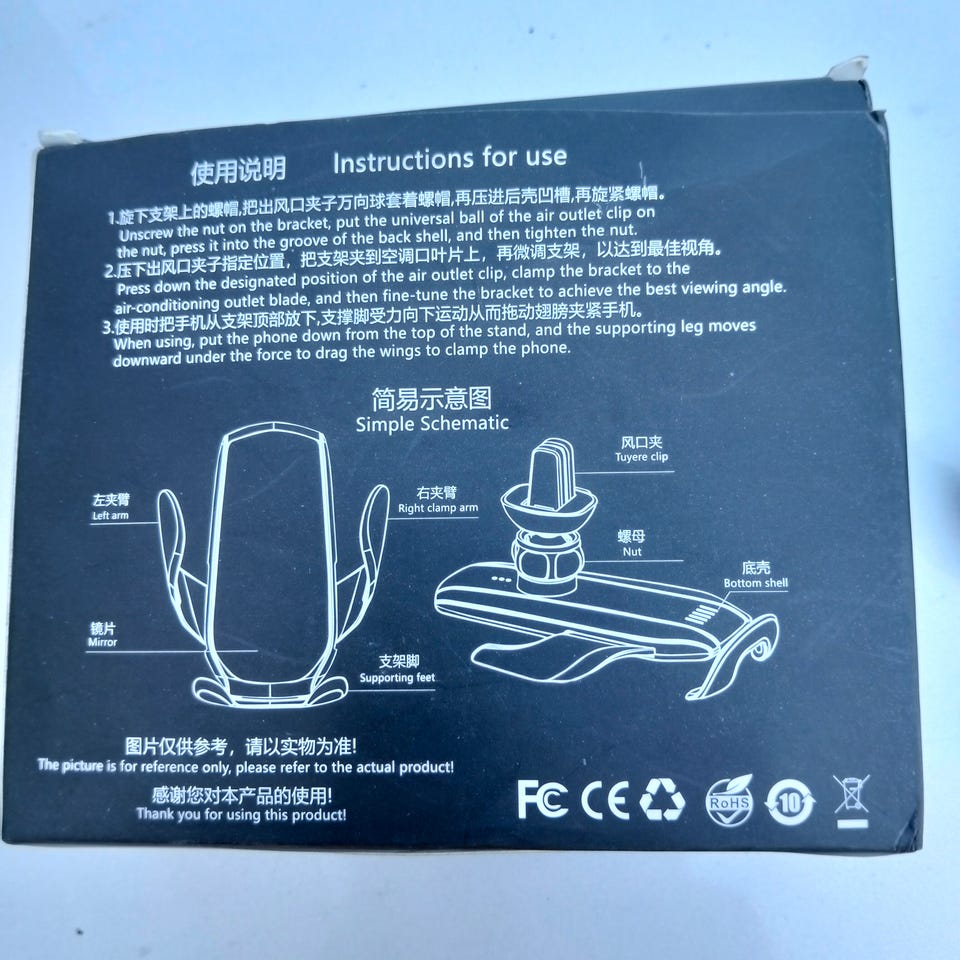 使用说明 Instructions for use
1.旋下支架上的螺帽,把出风口夹子万向球套着螺帽,再压进后壳凹槽,再旋紧螺帽。
Unscrew the nut on the bracket, put the universal ball of the air outlet clip on
the nut, press it into the groove of the back shell, and then tighten the nut.
2.压下出风口夹子指定位置，把支架夹到空调口叶片上，再微调支架，以达到最佳视角。
Press down the designated position of the air outlet clip, clamp the bracket to the
air-conditioning outlet blade, and then fine-tune the bracket to achieve the best viewing angle.
3.使用时把手机从支架顶部放下,支撑脚受力向下运动从而拖动翅膀夹紧手机。
When using, put the phone down from the top of the stand, and the supporting leg moves
downward under the force to drag the wings to clamp the phone.
简易示意图
Simple Schematic
左夹臂
Left arm
右夹臂
Right clamp arm
镜片
Mirror
支架脚
Supporting feet
风口夹
Tuyere clip
螺母
Nut
底壳
Bottom shell
图片仅供参考，请以实物为准!
The picture is for reference only, please refer to the actual product!
感谢您对本产品的使用!
Thank you for using this product!
FC CE RoHS 10